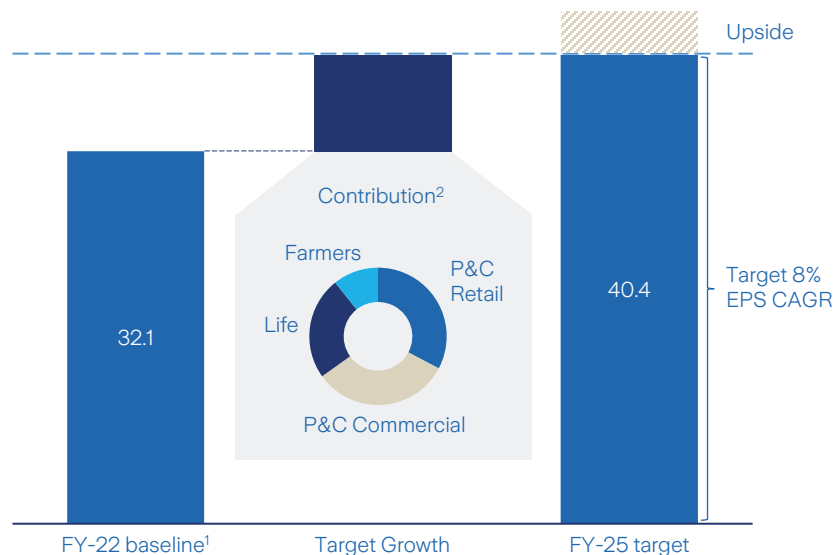 Upside
Contribution²
Farmers
P&C
Retail
Life
P&C Commercial
32.1
40.4
Target 8%
EPS CAGR
FY-22 baseline¹
Target Growth
FY-25 target